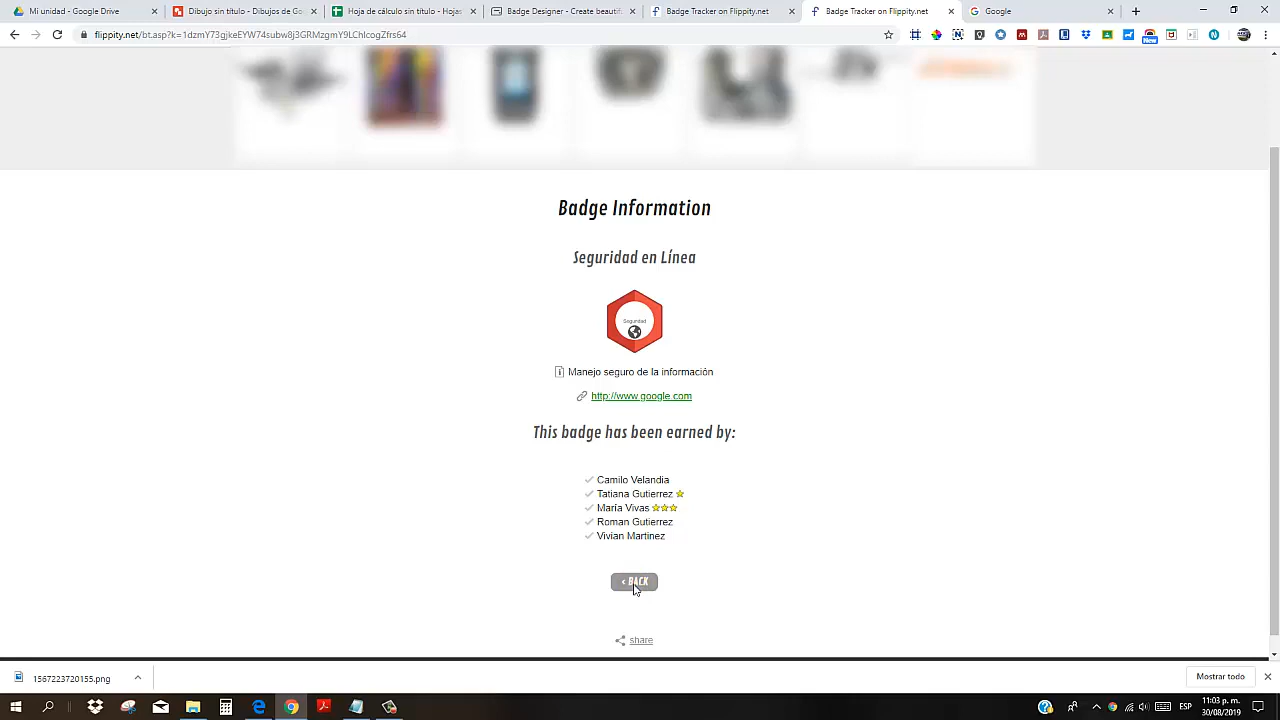 Mi unidad - Google Drive
Dibujo sin título - Dibujos de Go
Hoja de cálculo sin título - Hojas
Badge Designer - Create beautif
Badge Tracker on Flippity.net
Badge Tracker on Flippity.net
Google
flippity.net/bt.asp?k=1dzmY73gjkeEYW74subw8j3GRMzgmY9LChlcogZfrs64
New
Badge Information
Seguridad en Línea
Seguridad
Manejo seguro de la información
http://www.google.com
This badge has been earned by:
Camilo Velandia
Tatiana Gutierrez
María Vivas
Roman Gutierrez
Vivian Martinez
< BACK
share
1567223720155.png
Mostrar todo
ESP
11:03 p. m.
30/08/2019